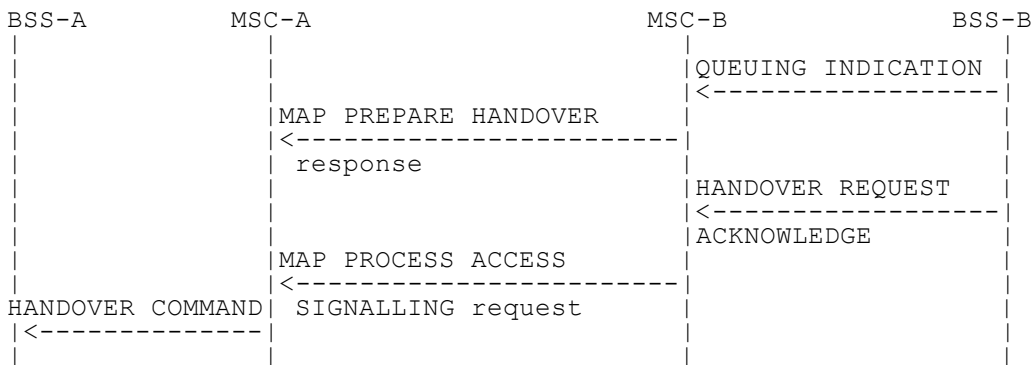 BSS-A MSC-A MSC-B BSS-B
QUEUING INDICATION
MAP PREPARE HANDOVER
response
HANDOVER REQUEST
ACKNOWLEDGE
MAP PROCESS ACCESS
HANDOVER COMMAND SIGNALLING request